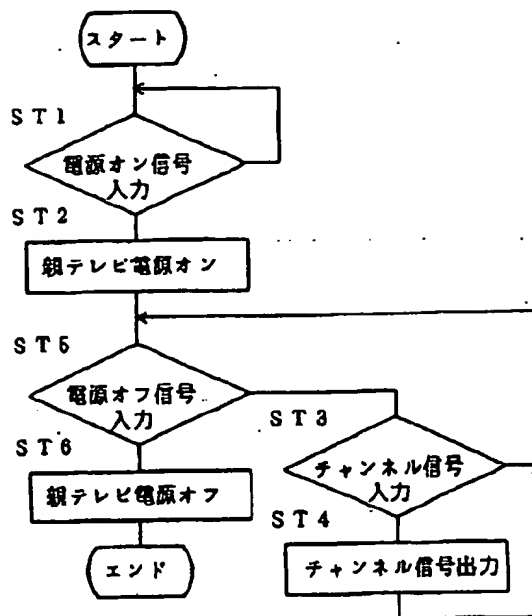 スタート
ST1
電源オン信号
入力
ST2
親テレビ電源オン
ST5
電源オフ信号
入力
ST3
ST6
チャンネル信号
入力
親テレビ電源オフ
ST4
エンド
チャンネル信号出力